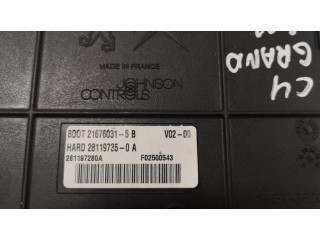 MADE IN FRANCE
JOHNSON
CONTROLS
C4
GRAND
BOOT 21676031-5 B V02-00
HARD 28119735-0 A
281197280A F02500543